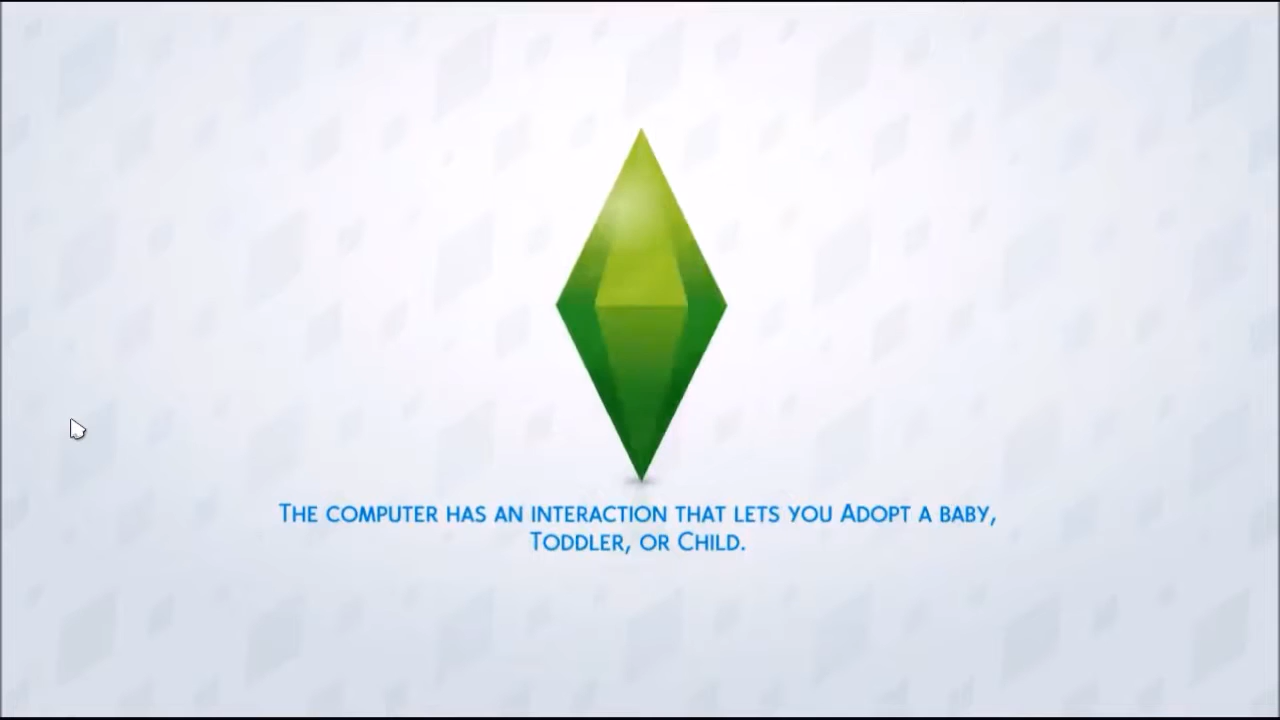 The computer has an interaction that lets you Adopt a baby,
Toddler, or Child.